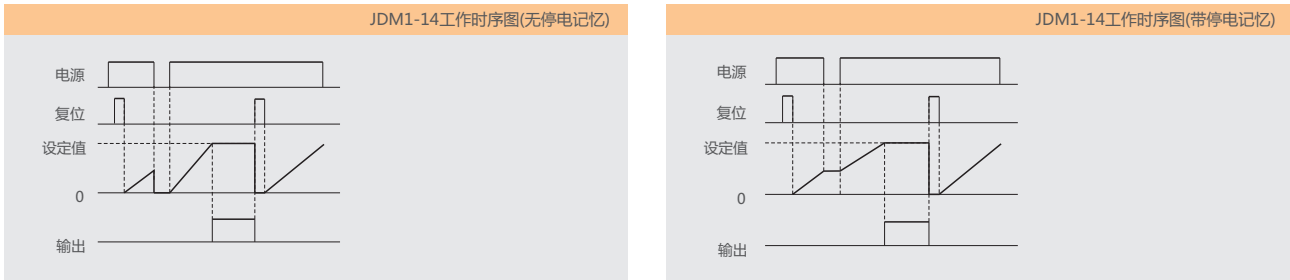 JDM1-14工作时序图(无停电记忆)
电源
复位
设定值
0
输出
JDM1-14工作时序图(带停电记忆)
电源
复位
设定值
0
输出